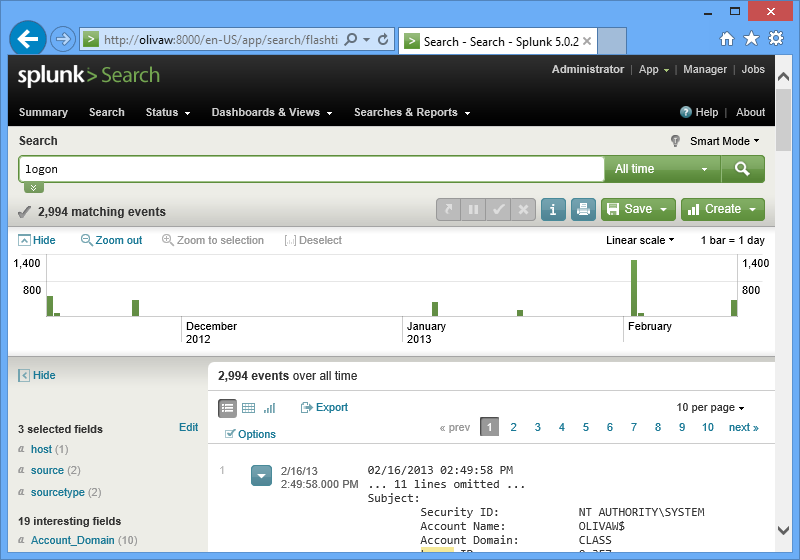 http://olivaw:8000/en-US/app/search/flashti
Search - Search - Splunk 5.0.2
splunk> Search
Administrator | App | Manager | Jobs
Summary Search Status Dashboards & Views Searches & Reports ? Help | About
Search Smart Mode
logon All time
2,994 matching events i Save Create
Hide Zoom out Zoom to selection [..] Deselect Linear scale 1 bar = 1 day
1,400 1,400
800 800
December January February
2012 2013
Hide 2,994 events over all time
Export 10 per page
3 selected fields Edit « prev 1 2 3 4 5 6 7 8 9 10 next »
Options
a host (1)
a source (2)
a sourcetype (2)
19 interesting fields
a Account_Domain (10)
1 2/16/13 02/16/2013 02:49:58 PM
2:49:58.000 PM ... 11 lines omitted ...
Subject:
Security ID: NT AUTHORITY\SYSTEM
Account Name: OLIVAW$
Account Domain: CLASS